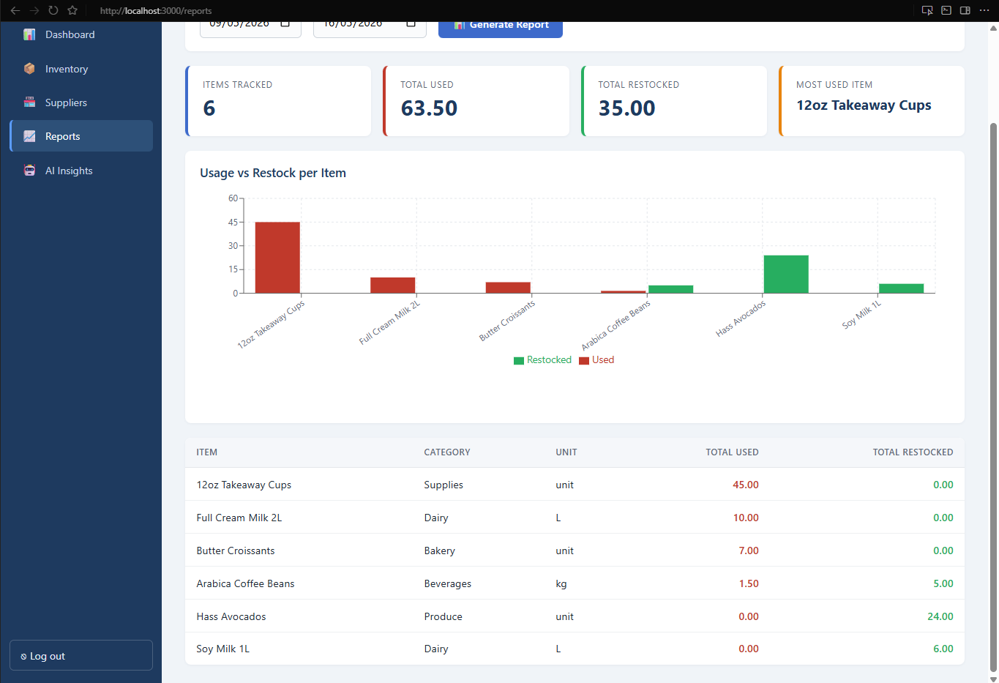 http://localhost:3000/reports
Dashboard
Inventory
Suppliers
Reports
AI Insights
Log out
09/05/2026
16/05/2026
Generate Report
ITEMS TRACKED
6
TOTAL USED
63.50
TOTAL RESTOCKED
35.00
MOST USED ITEM
12oz Takeaway Cups
Usage vs Restock per Item
60
45
30
15
0
12oz Takeaway Cups
Full Cream Milk 2L
Butter Croissants
Arabica Coffee Beans
Hass Avocados
Soy Milk 1L
Restocked Used
ITEM CATEGORY UNIT TOTAL USED TOTAL RESTOCKED
12oz Takeaway Cups Supplies unit 45.00 0.00
Full Cream Milk 2L Dairy L 10.00 0.00
Butter Croissants Bakery unit 7.00 0.00
Arabica Coffee Beans Beverages kg 1.50 5.00
Hass Avocados Produce unit 0.00 24.00
Soy Milk 1L Dairy L 0.00 6.00